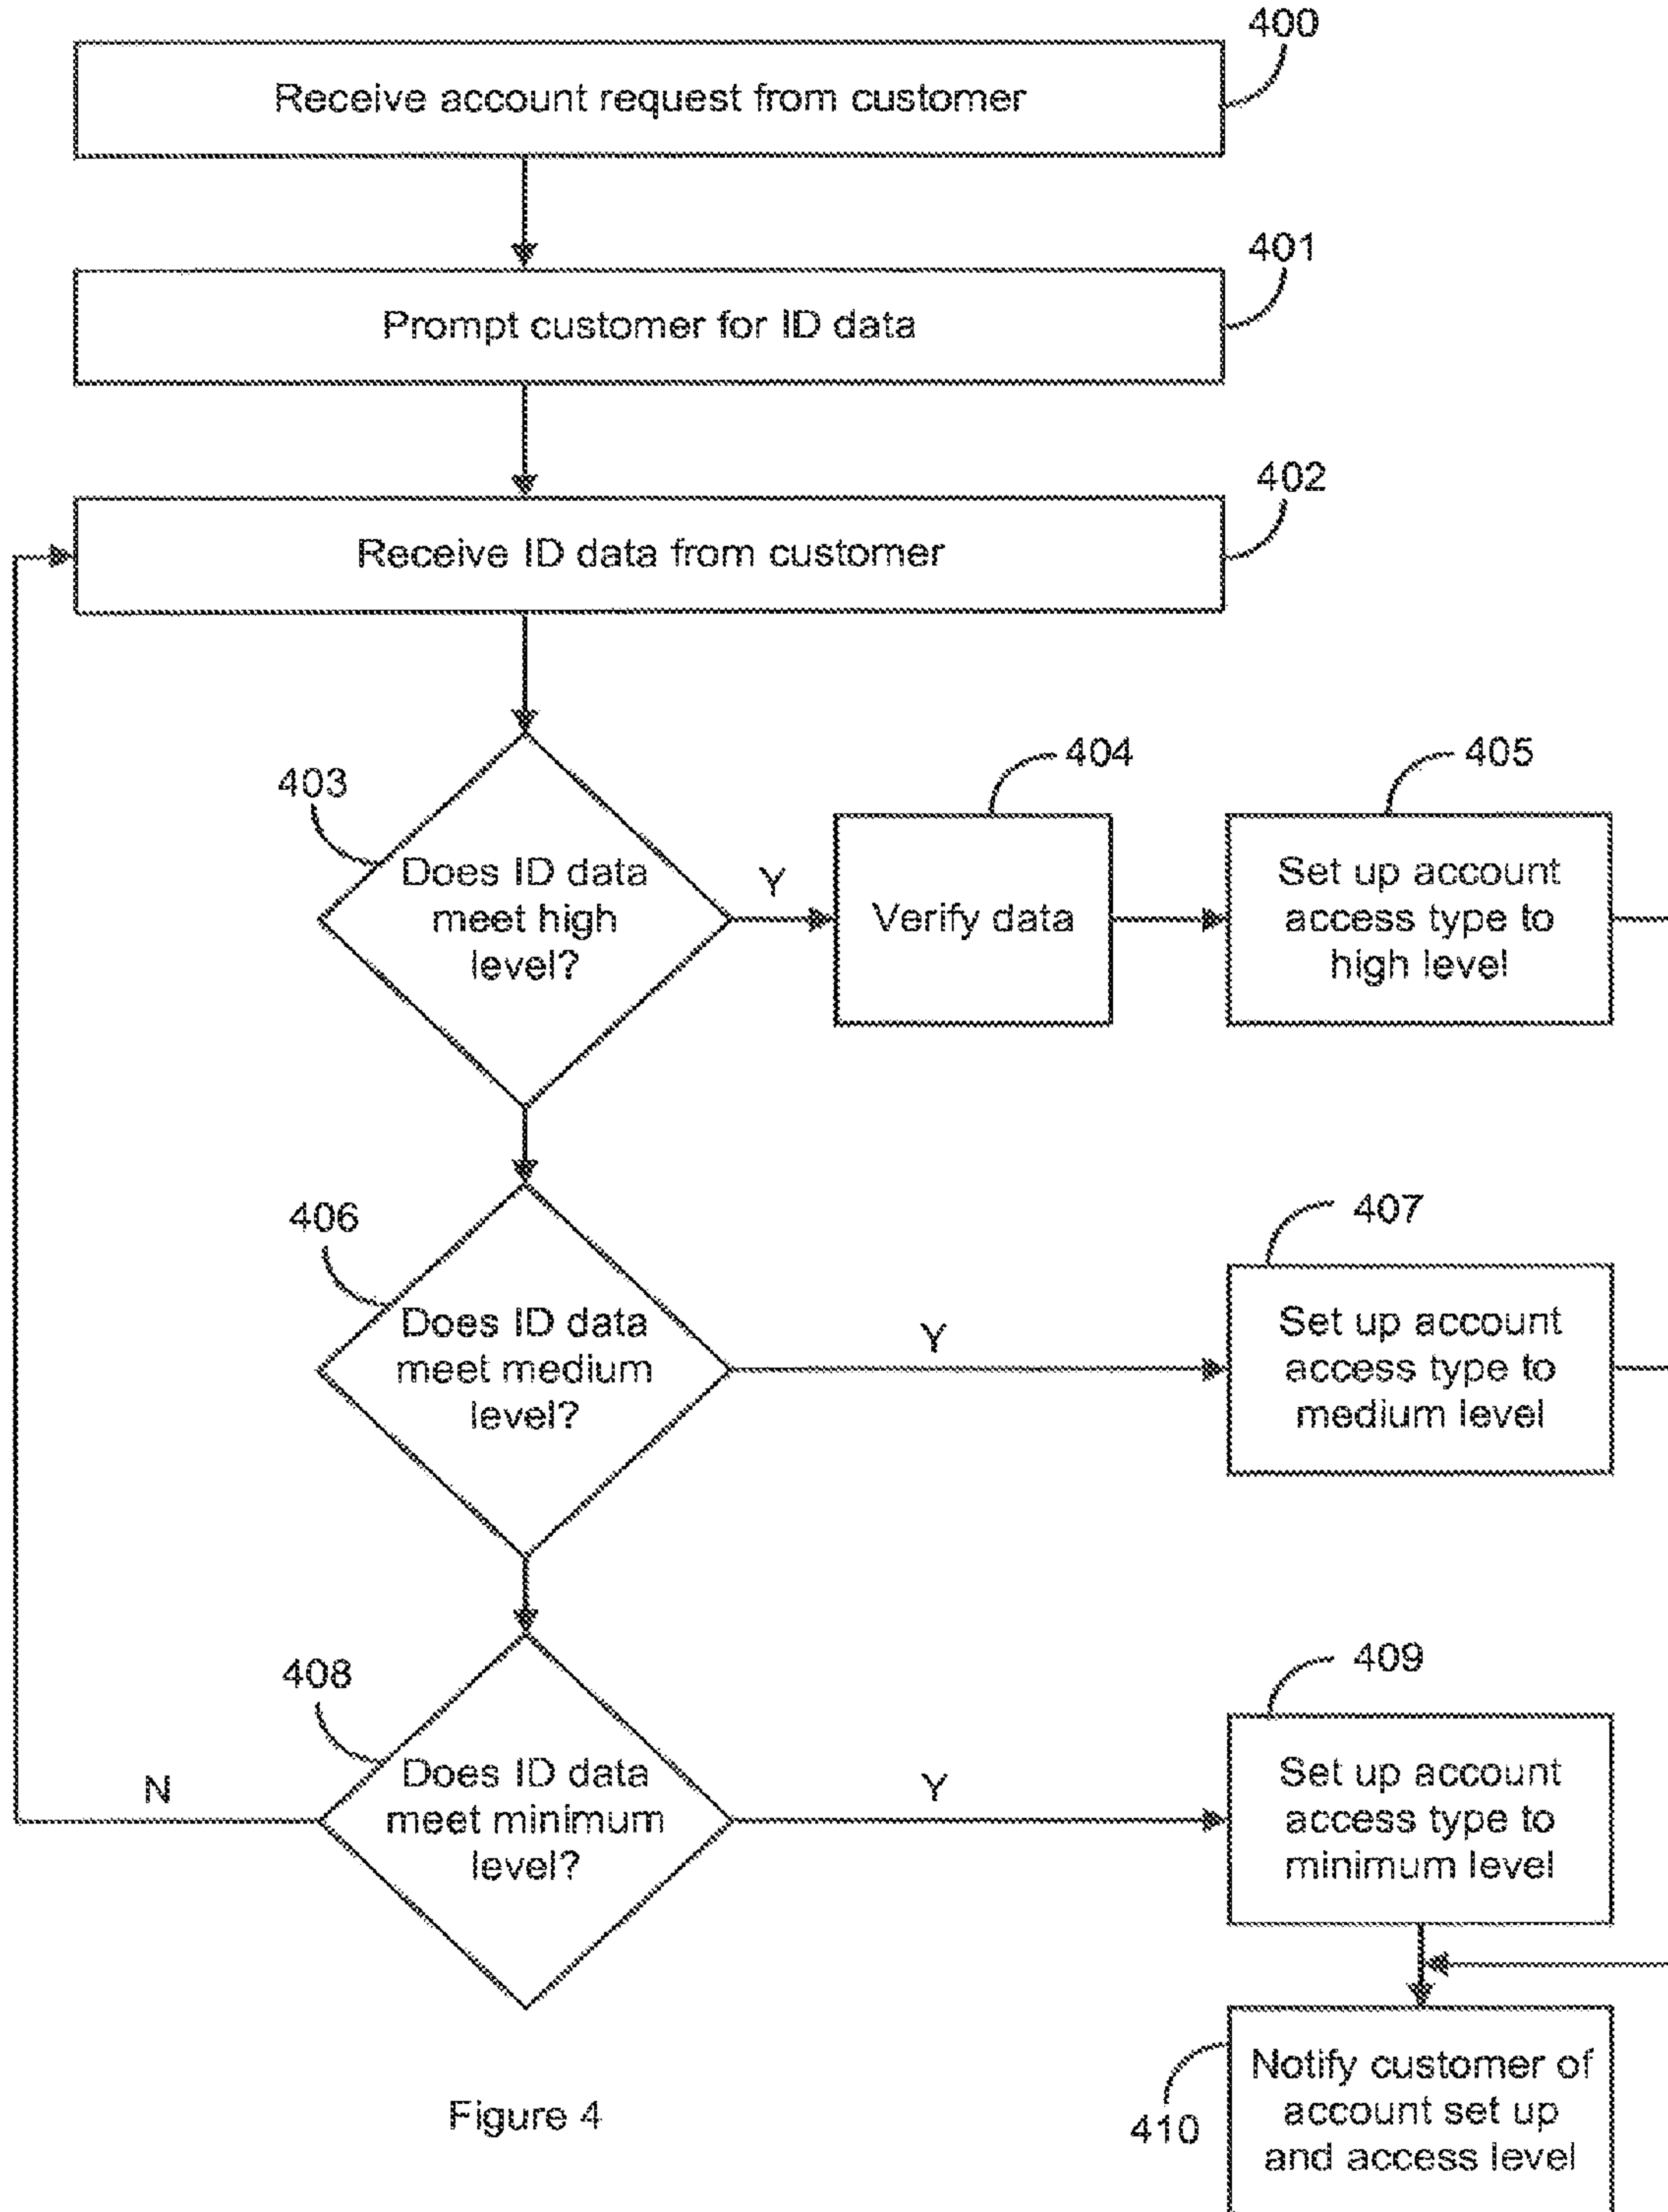 400
Receive account request from customer
401
Prompt customer for ID data
402
Receive ID data from customer
403
Does ID data
meet high
level?
Y
404
Verify data
405
Set up account
access type to
high level
406
Does ID data
meet medium
level?
Y
407
Set up account
access type to
medium level
408
Does ID data
meet minimum
level?
N
Y
409
Set up account
access type to
minimum level
410
Notify customer of
account set up
and access level
Figure 4